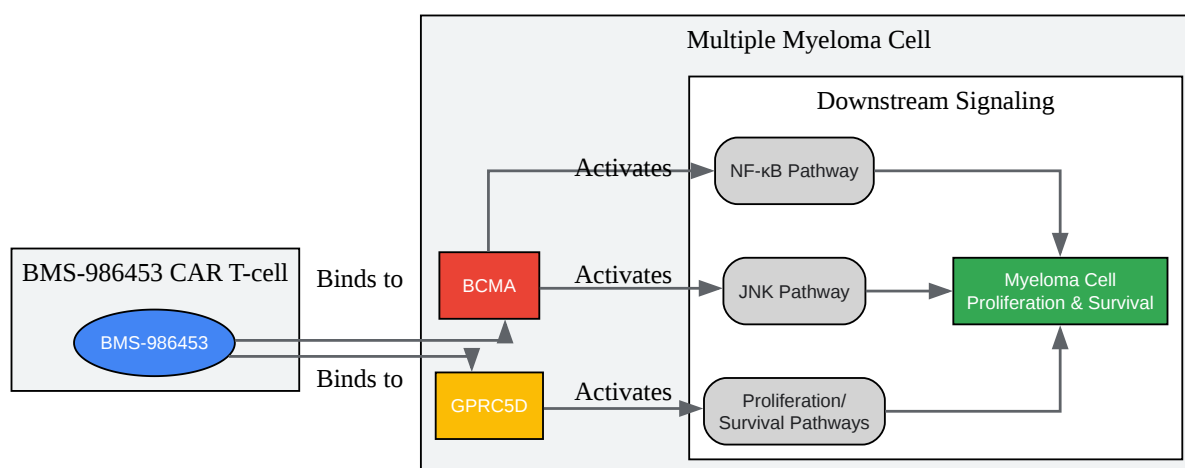 Multiple Myeloma Cell
Downstream Signaling
Activates
NF-κB Pathway
BMS-986453 CAR T-cell
Binds to
BCMA
Activates
JNK Pathway
Myeloma Cell
Proliferation & Survival
BMS-986453
Binds to
GPRC5D
Activates
Proliferation/
Survival Pathways